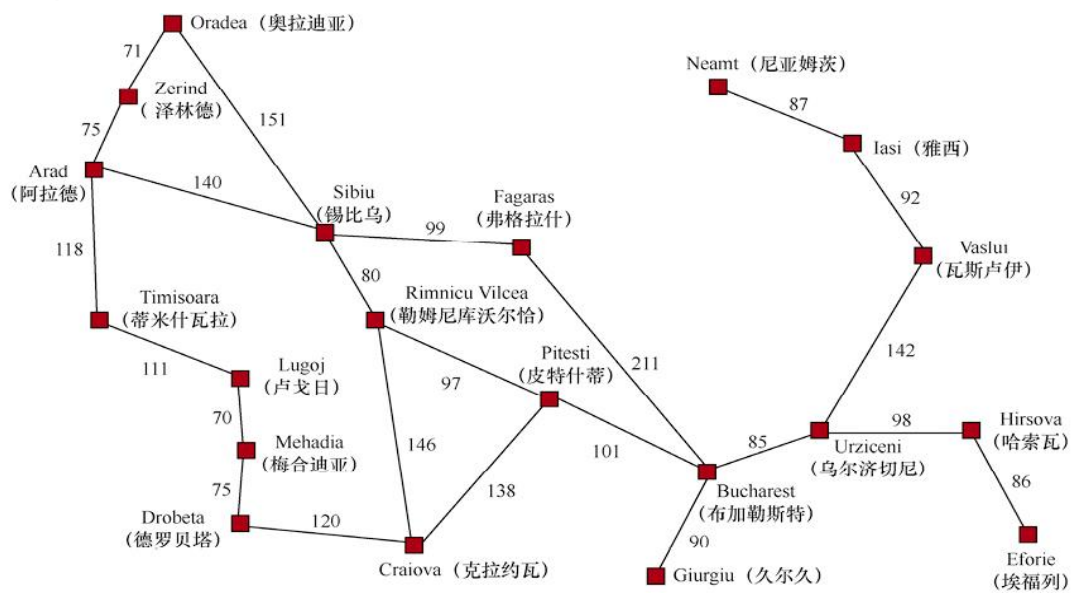 Oradea（奥拉迪亚）
71
Neamt（尼亚姆茨）
Zerind
（ 泽林德）
87
151
75
Iasi（雅西）
Arad
（阿拉德）
140
Sibiu
（锡比乌）
Fagaras
（弗格拉什）
92
99
118
Vaslui
（瓦斯卢伊）
80
Timisoara
（蒂米什瓦拉）
Rimnicu Vilcea
（勒姆尼库沃尔恰）
Pitesti
（皮特什蒂）
142
111
Lugoj
（卢戈日）
211
97
70
Mehadia
（梅合迪亚）
146
101
85
98
Hirsova
（哈索瓦）
Urziceni
（乌尔济切尼）
75
138
86
Bucharest
（布加勒斯特）
Drobeta
（德罗贝塔）
120
90
Craiova（克拉约瓦）
Giurgiu（久尔久）
Eforie
（埃福列）